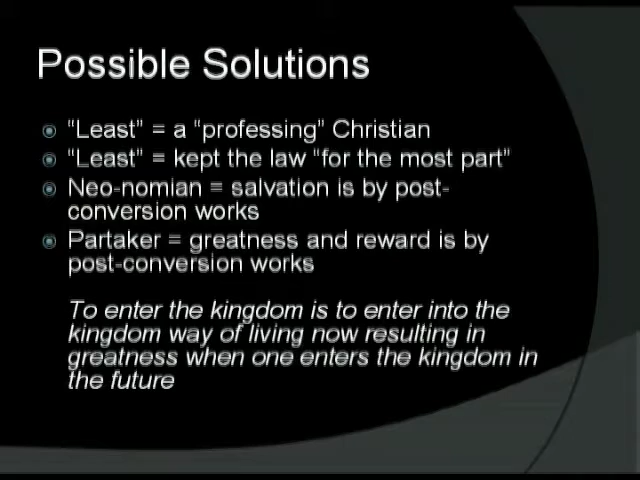 Possible Solutions
"Least" = a "professing" Christian
"Least" = kept the law "for the most part"
Neo-nomian = salvation is by post-
conversion works
Partaker = greatness and reward is by
post-conversion works
To enter the kingdom is to enter into the
kingdom way of living now resulting in
greatness when one enters the kingdom in
the future